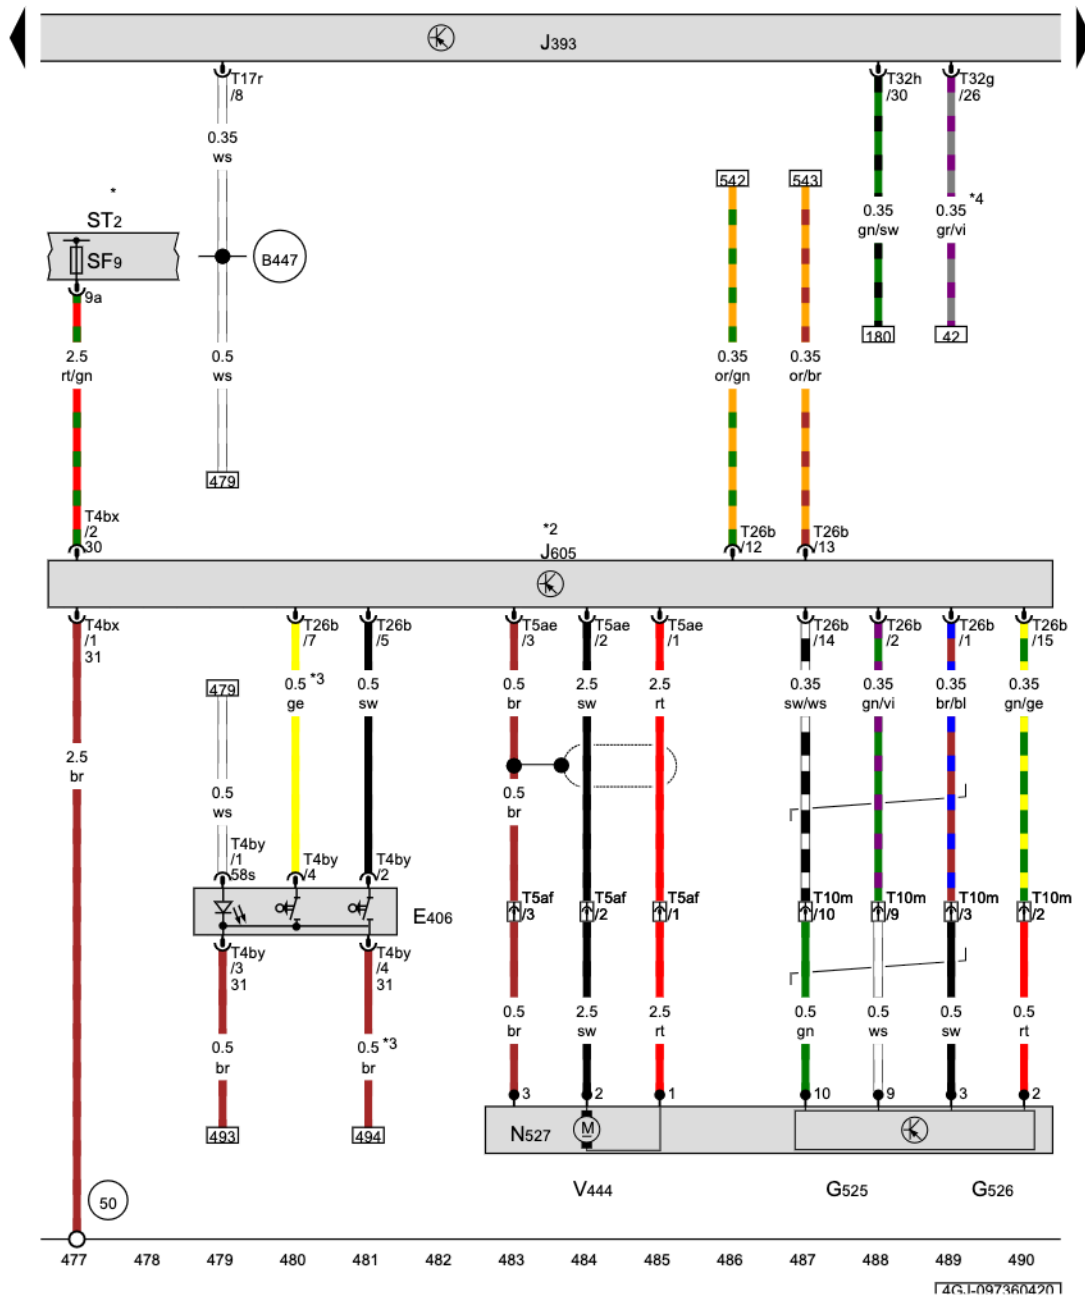 J393
T17r
/8
T32h
/30
T32g
/26
0.35
ws
*
ST2
SF9
9a
B447
542
543
0.35
gn/sw
0.35
gr/vi
*4
180
42
2.5
rt/gn
0.5
ws
0.35
or/gn
0.35
or/br
479
T4bx
/2
30
*2
J605
T26b
/12
T26b
/13
T4bx
/1
31
T26b
/7
T26b
/5
T5ae
/3
T5ae
/2
T5ae
/1
T26b
/14
T26b
/2
T26b
/1
T26b
/15
479
0.5
ge
*3
0.5
sw
0.5
br
2.5
sw
2.5
rt
0.35
sw/ws
0.35
gn/vi
0.35
br/bl
0.35
gn/ge
2.5
br
0.5
ws
0.5
br
T4by
/1
58s
T4by
/4
T4by
/2
E406
T5af
/3
T5af
/2
T5af
/1
T10m
/10
T10m
/9
T10m
/3
T10m
/2
T4by
/3
31
T4by
/4
31
0.5
br
0.5
br
*3
0.5
br
2.5
sw
2.5
rt
0.5
gn
0.5
ws
0.5
sw
0.5
rt
493
494
3
2
1
10
9
3
2
N527
M
V444
G525
G526
50
477 478 479 480 481 482 483 484 485 486 487 488 489 490
4GJ-097360420